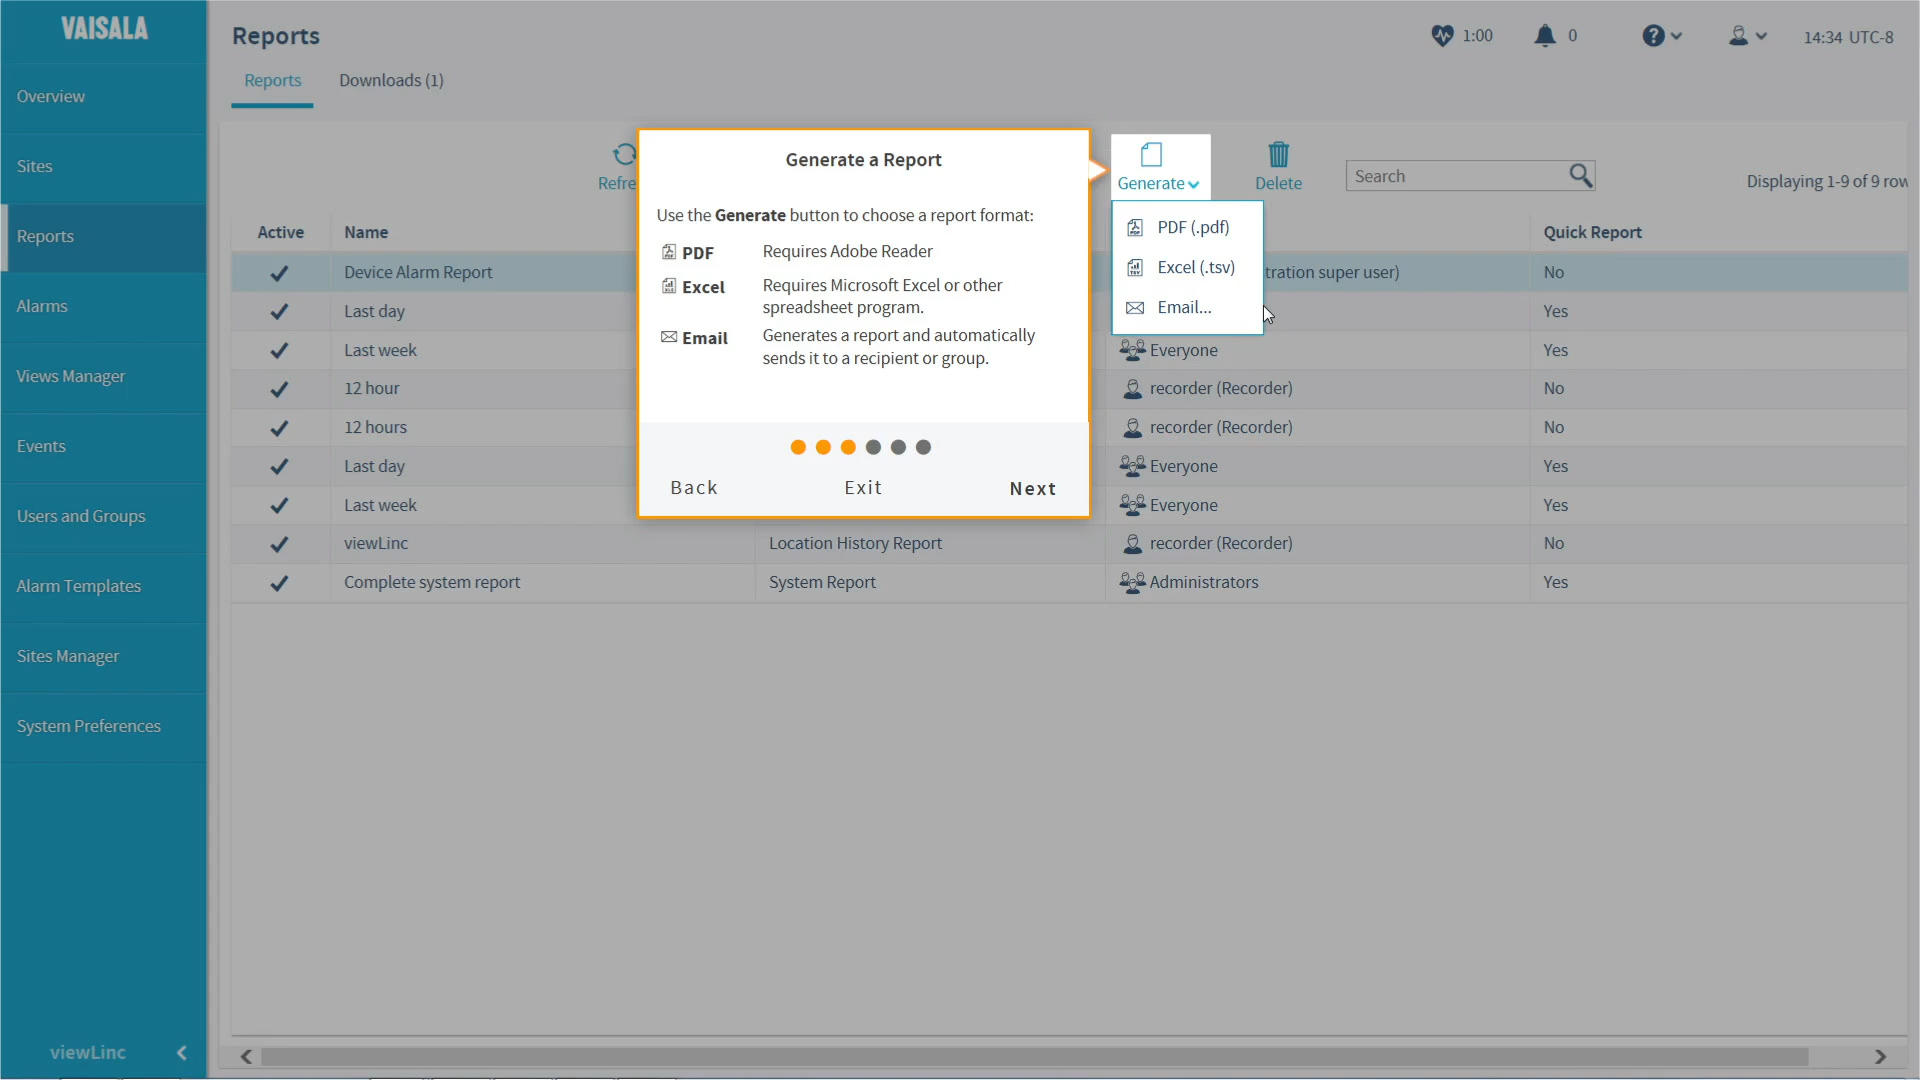 VAISALA
Reports
1:00
0
14:34 UTC-8
Reports
Downloads (1)
Overview
Sites
Reports
Alarms
Views Manager
Events
Users and Groups
Alarm Templates
Sites Manager
System Preferences
viewLinc
Refre
Generate
Delete
Search
Displaying 1-9 of 9 row
Generate a Report
Use the Generate button to choose a report format:
PDF Requires Adobe Reader
Excel Requires Microsoft Excel or other
spreadsheet program.
Email Generates a report and automatically
sends it to a recipient or group.
Back Exit Next
PDF (.pdf)
Excel (.tsv)
Email...
Active Name Quick Report
Device Alarm Report tration super user) No
Last day Yes
Last week Everyone Yes
12 hour recorder (Recorder) No
12 hours recorder (Recorder) No
Last day Everyone Yes
Last week Everyone Yes
viewLinc Location History Report recorder (Recorder) No
Complete system report System Report Administrators Yes